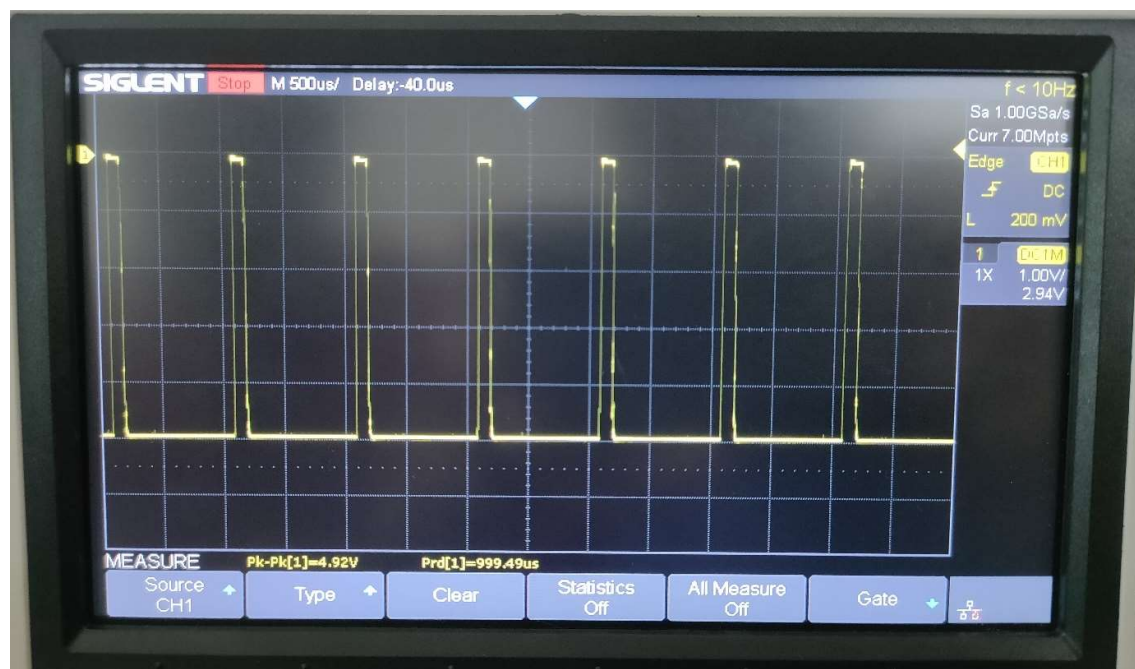 SIGLENT Stop M 500us/ Delay:-40.0us
f < 10Hz
Sa 1.00GSa/s
Curr 7.00Mpts
Edge CH1
DC
L 200 mV
1 DC1M
1X 1.00V/
2.94V
1
MEASURE Pk-Pk[1]=4.92V Prd[1]=999.49us
Source
CH1
Type
Clear
Statistics
Off
All Measure
Off
Gate